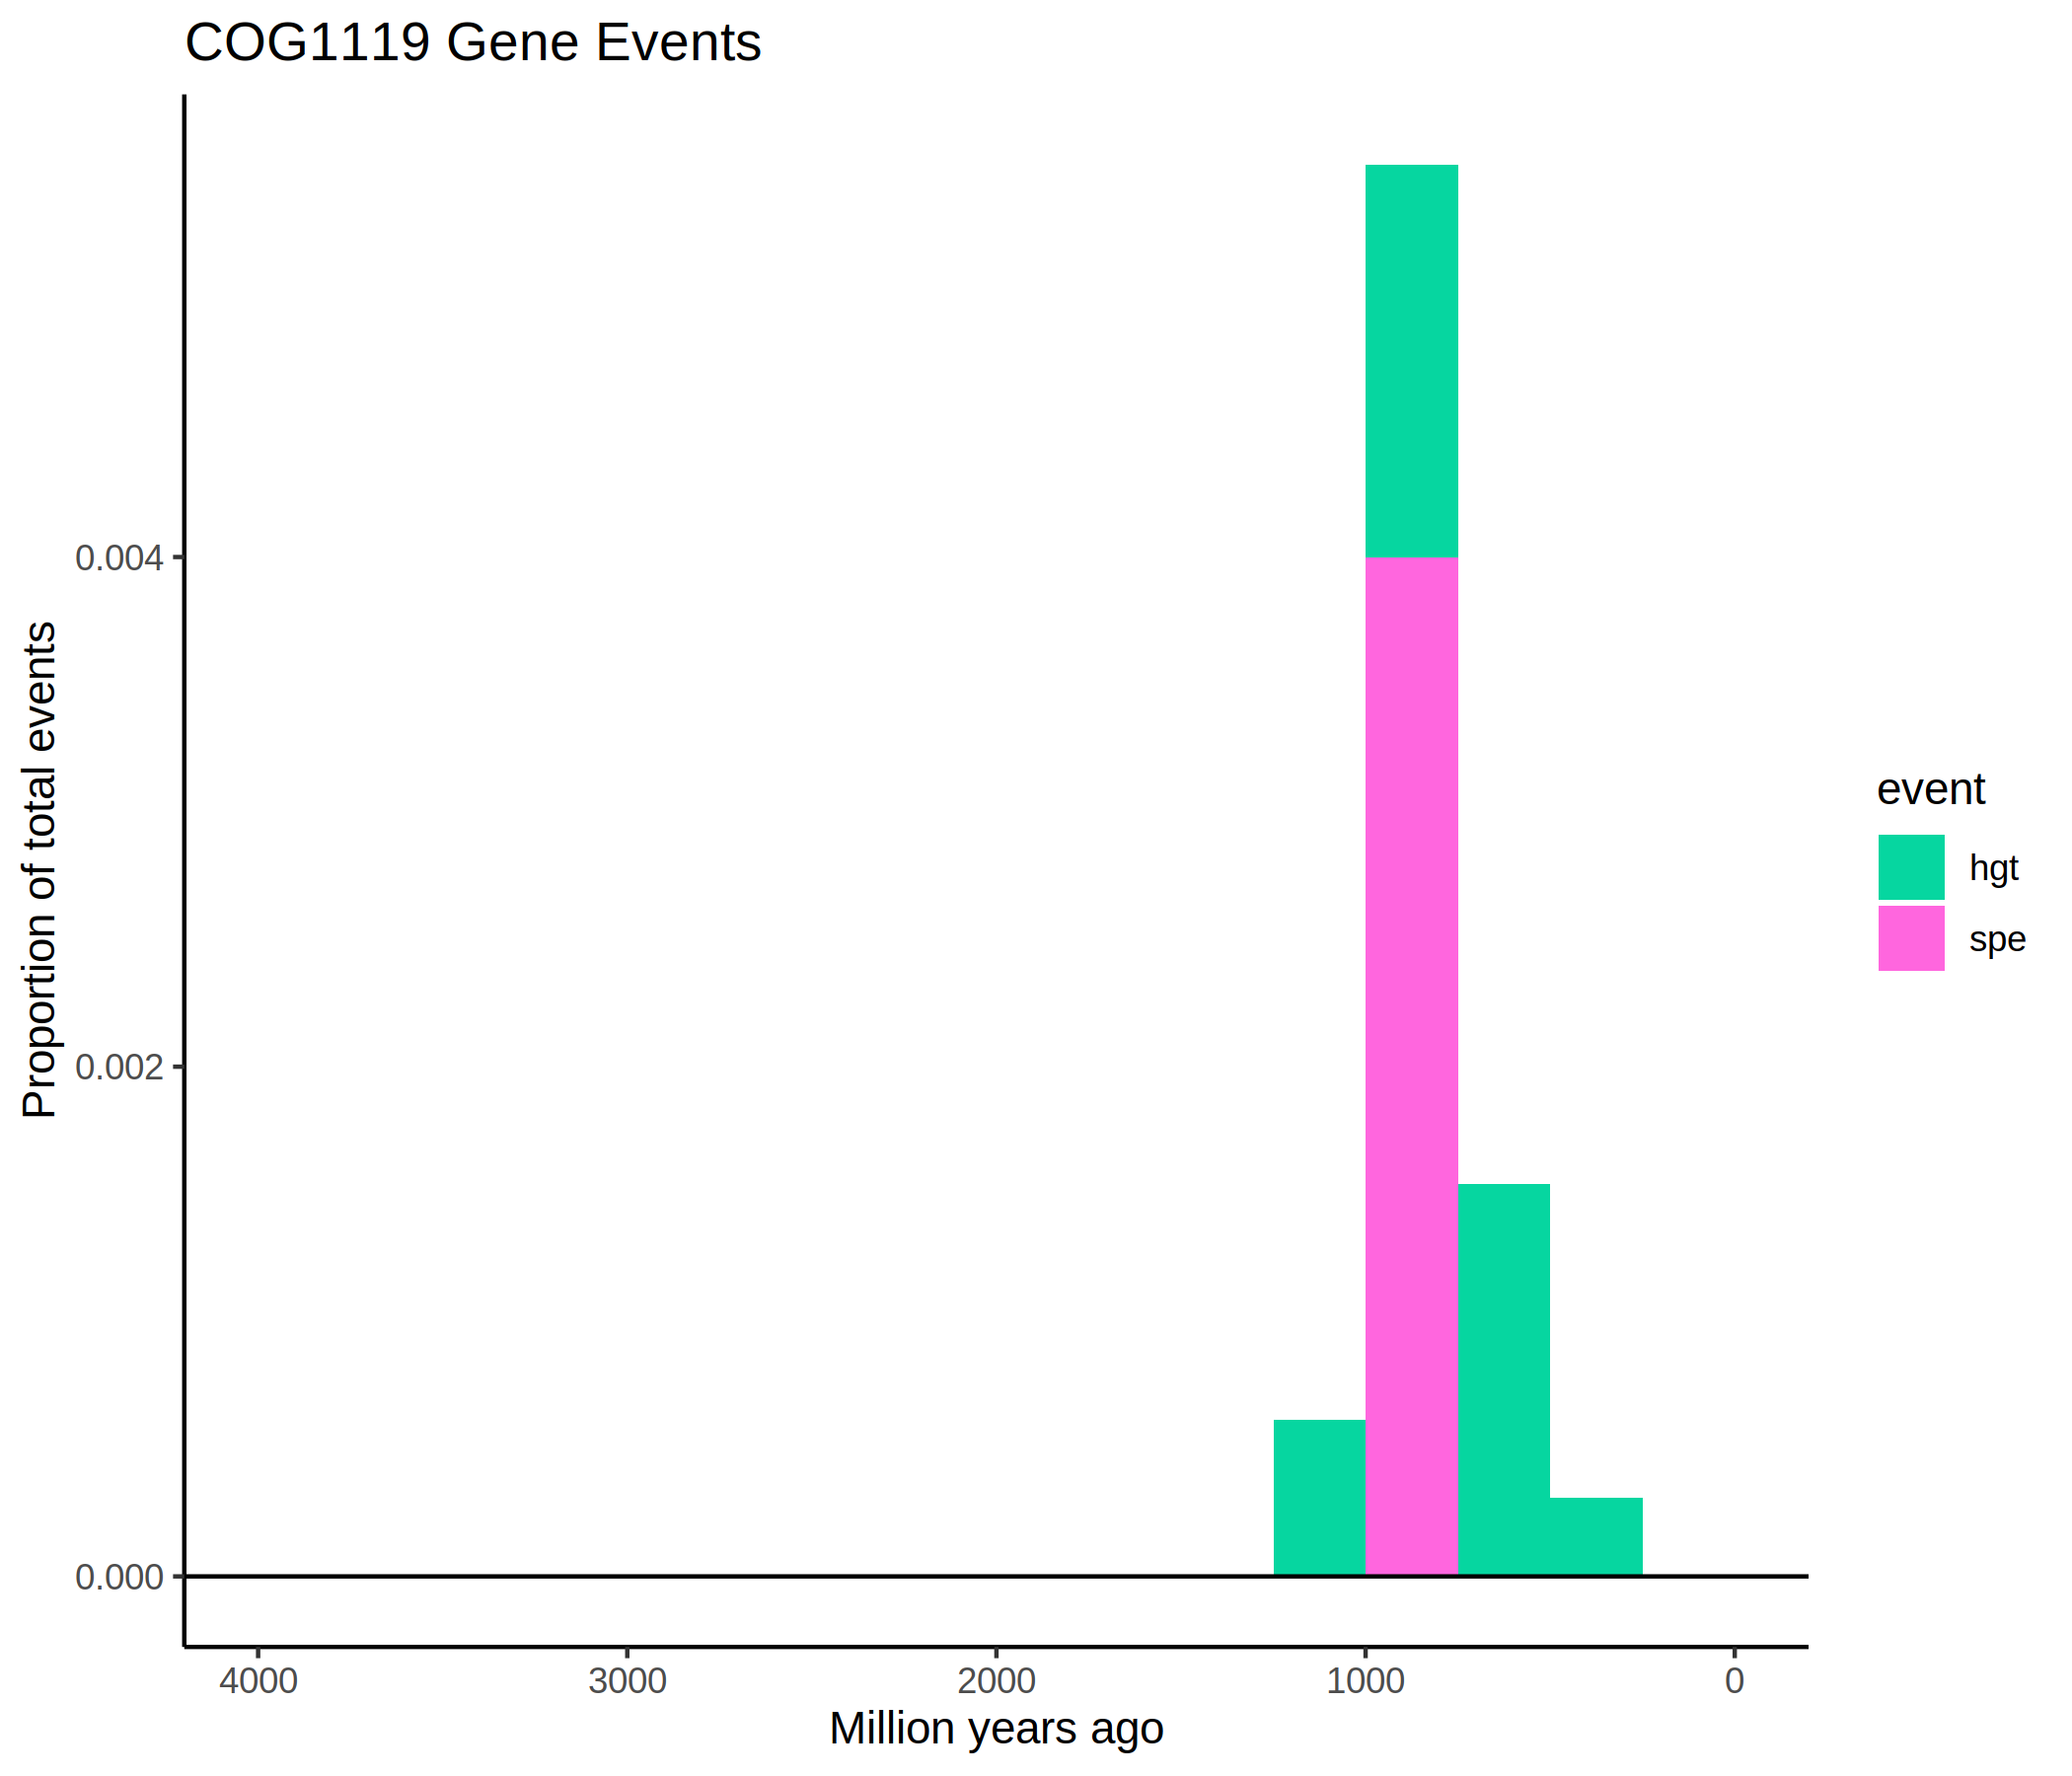 COG1119 Gene Events
Proportion of total events
0.004
0.002
0.000
4000
3000
2000
1000
0
Million years ago
event
hgt
spe